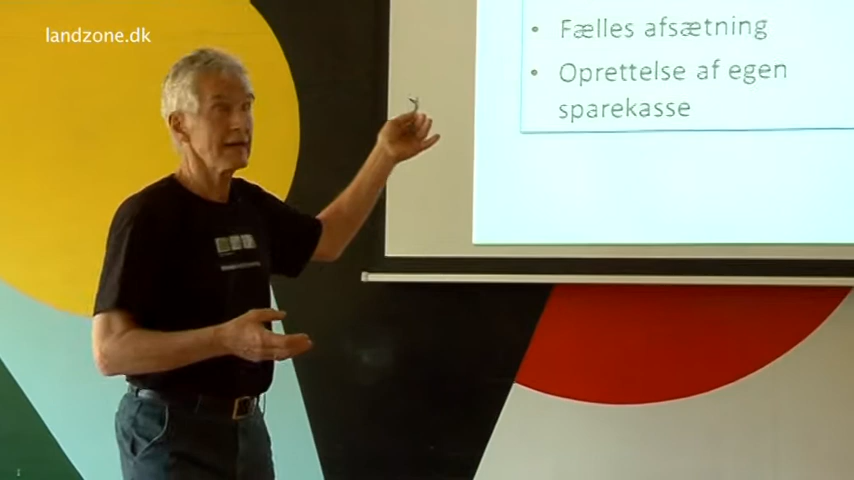 landzone.dk
• Fælles afsætning
• Oprettelse af egen
sparekasse